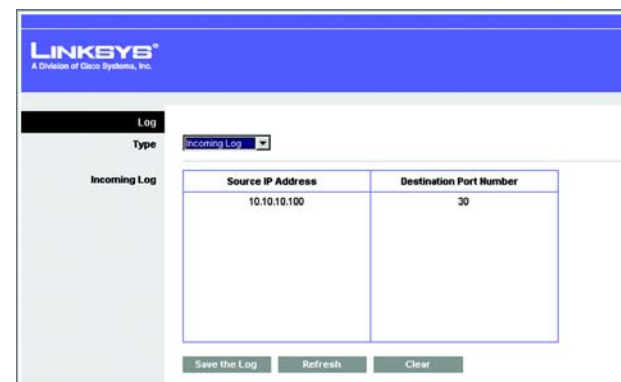 LINKSYS®
A Division of Cisco Systems, Inc.
Log
Type
Incoming Log
Incoming Log
Source IP Address
Destination Port Number
10.10.10.100
30
Save the Log
Refresh
Clear